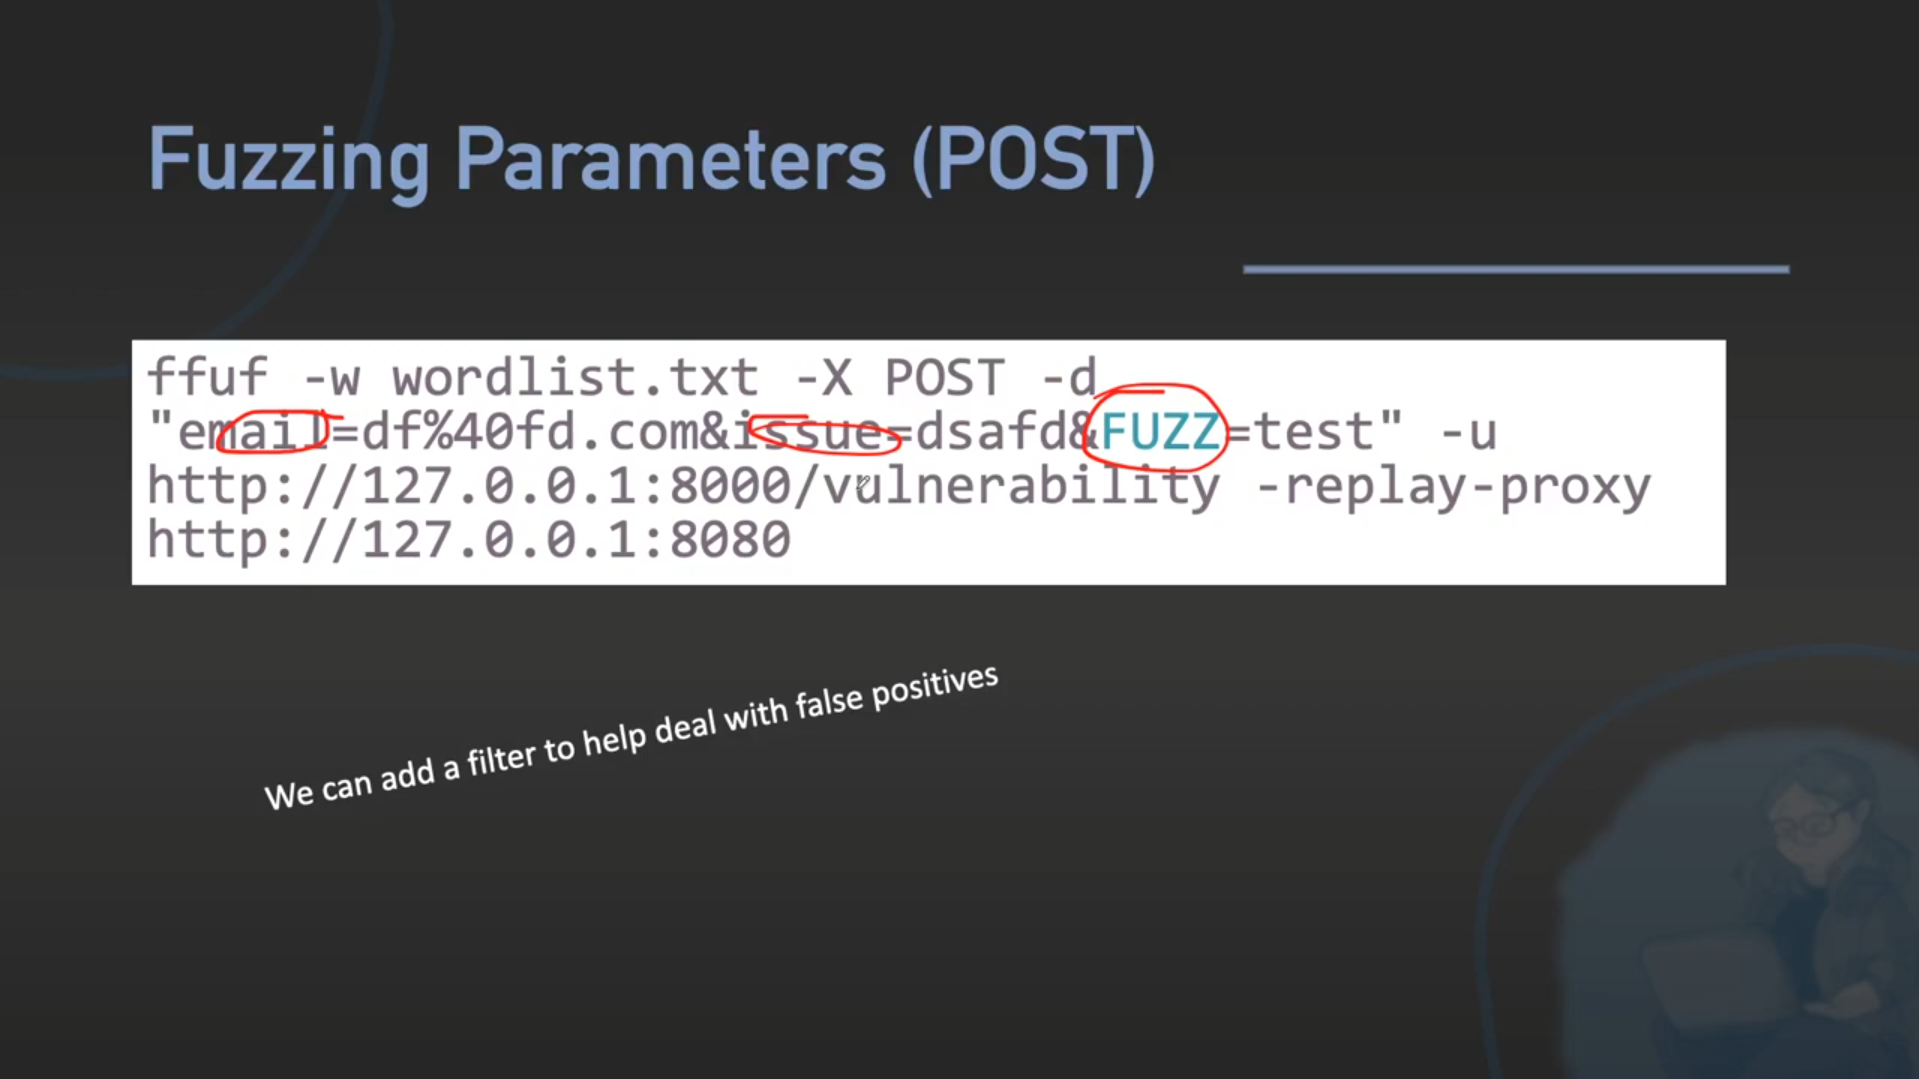 Fuzzing Parameters (POST)
ffuf -w wordlist.txt -X POST -d
"email=df%40fd.com&issue=dsafd&FUZZ=test" -u
http://127.0.0.1:8000/vulnerability -replay-proxy
http://127.0.0.1:8080
We can add a filter to help deal with false positives